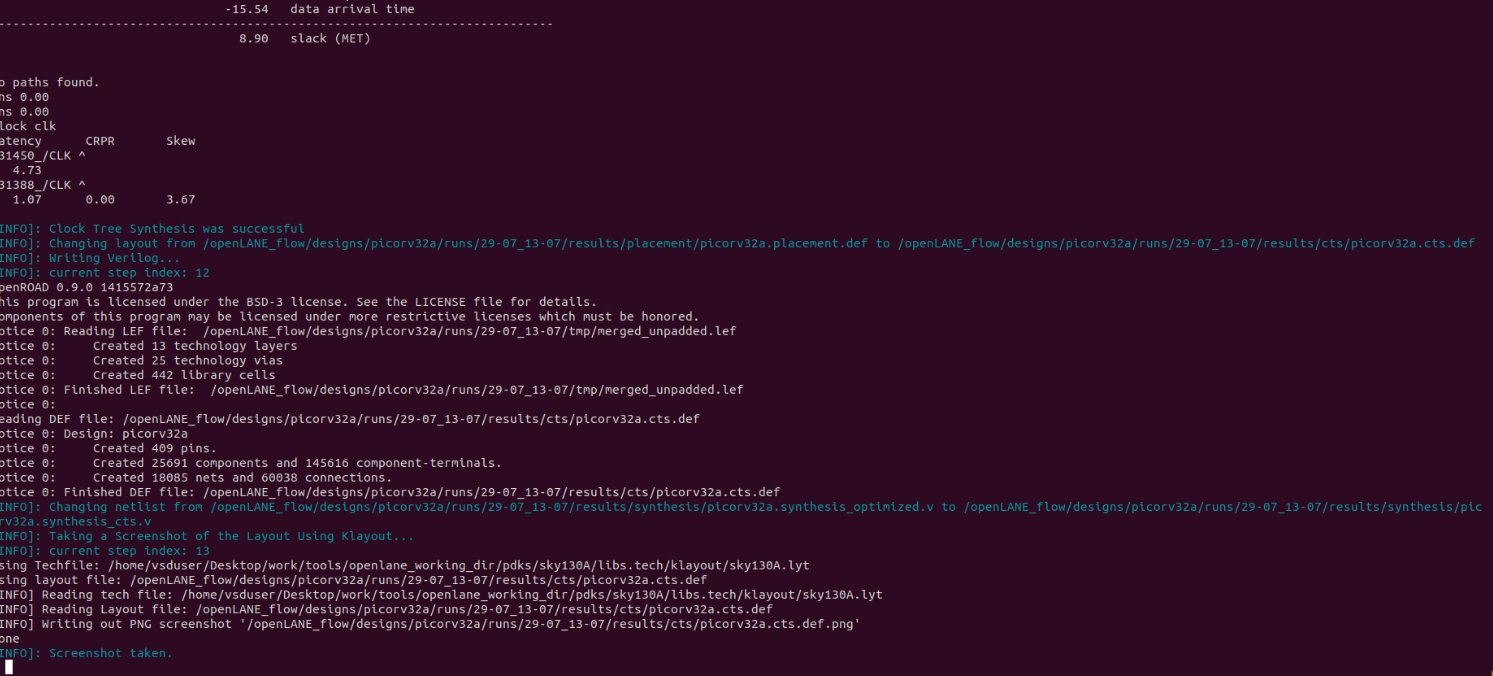 -15.54   data arrival time
-----------------------------------------------------------------------------
8.90   slack (MET)
o paths found.
ns 0.00
ns 0.00
lock clk
atency      CRPR       Skew
31450_/CLK ^
4.73
31388_/CLK ^
1.07      0.00       3.67
INFO]: Clock Tree Synthesis was successful
INFO]: Changing layout from /openLANE_flow/designs/picorv32a/runs/29-07_13-07/results/placement/picorv32a.placement.def to /openLANE_flow/designs/picorv32a/runs/29-07_13-07/results/cts/picorv32a.cts.def
INFO]: Writing Verilog...
INFO]: current step index: 12
penROAD 0.9.0 1415572a73
his program is licensed under the BSD-3 license. See the LICENSE file for details.
omponents of this program may be licensed under more restrictive licenses which must be honored.
otice 0: Reading LEF file:  /openLANE_flow/designs/picorv32a/runs/29-07_13-07/tmp/merged_unpadded.lef
otice 0:     Created 13 technology layers
otice 0:     Created 25 technology vias
otice 0:     Created 442 library cells
otice 0: Finished LEF file:  /openLANE_flow/designs/picorv32a/runs/29-07_13-07/tmp/merged_unpadded.lef
otice 0:
eading DEF file: /openLANE_flow/designs/picorv32a/runs/29-07_13-07/results/cts/picorv32a.cts.def
otice 0: Design: picorv32a
otice 0:     Created 409 pins.
otice 0:     Created 25691 components and 145616 component-terminals.
otice 0:     Created 18085 nets and 60038 connections.
otice 0: Finished DEF file: /openLANE_flow/designs/picorv32a/runs/29-07_13-07/results/cts/picorv32a.cts.def
INFO]: Changing netlist from /openLANE_flow/designs/picorv32a/runs/29-07_13-07/results/synthesis/picorv32a.synthesis_optimized.v to /openLANE_flow/designs/picorv32a/runs/29-07_13-07/results/synthesis/pic
rv32a.synthesis_cts.v
INFO]: Taking a Screenshot of the Layout Using Klayout...
INFO]: current step index: 13
sing Techfile: /home/vsduser/Desktop/work/tools/openlane_working_dir/pdks/sky130A/libs.tech/klayout/sky130A.lyt
sing layout file: /openLANE_flow/designs/picorv32a/runs/29-07_13-07/results/cts/picorv32a.cts.def
INFO] Reading tech file: /home/vsduser/Desktop/work/tools/openlane_working_dir/pdks/sky130A/libs.tech/klayout/sky130A.lyt
INFO] Reading Layout file: /openLANE_flow/designs/picorv32a/runs/29-07_13-07/results/cts/picorv32a.cts.def
INFO] Writing out PNG screenshot '/openLANE_flow/designs/picorv32a/runs/29-07_13-07/results/cts/picorv32a.cts.def.png'
one
INFO]: Screenshot taken.